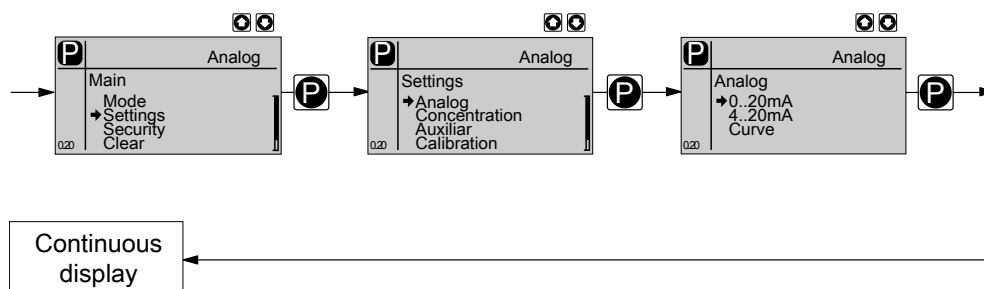 P
Analog
Main
Mode
Settings
Security
Clear
0.20
P
P
Analog
Settings
Analog
Concentration
Auxiliar
Calibration
0.20
P
P
Analog
Analog
0..20mA
4..20mA
Curve
0.20
P
Continuous
display